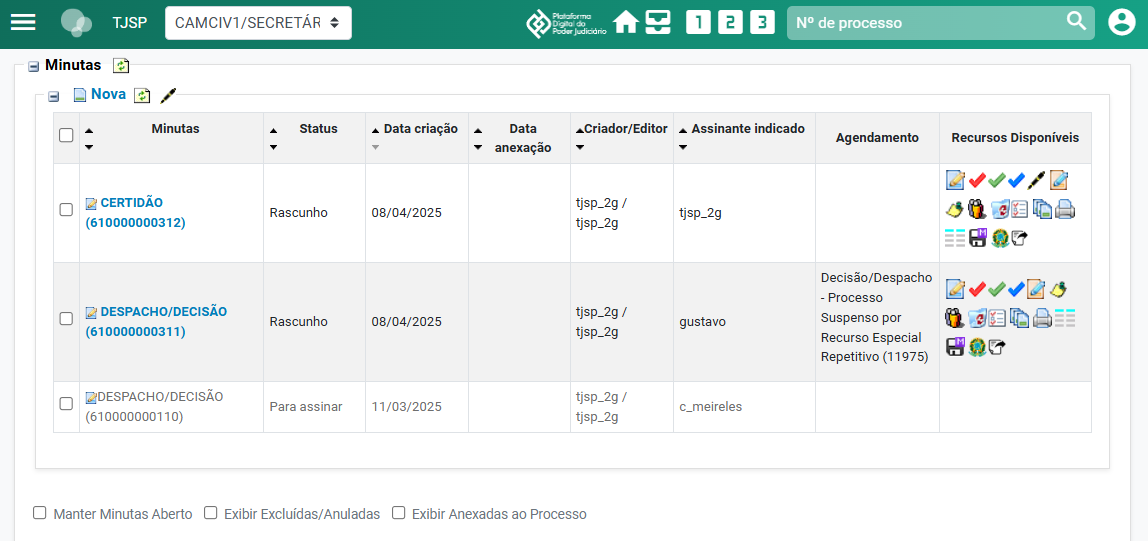 TJSP
CAMCIV1/SECRETÁR
Plataforma
Digital do
Poder Judiciário
1 2 3
Nº de processo
Minutas
Nova
Minutas
Status
Data criação
Data
anexação
Criador/Editor
Assinante indicado
Agendamento
Recursos Disponíveis
CERTIDÃO
(610000000312)
Rascunho
08/04/2025
tjsp_2g /
tjsp_2g
tjsp_2g
M
DESPACHO/DECISÃO
(610000000311)
Rascunho
08/04/2025
tjsp_2g /
tjsp_2g
gustavo
Decisão/Despacho
- Processo
Suspenso por
Recurso Especial
Repetitivo (11975)
M
DESPACHO/DECISÃO
(610000000110)
Para assinar
11/03/2025
tjsp_2g /
tjsp_2g
c_meireles
Manter Minutas Aberto
Exibir Excluídas/Anuladas
Exibir Anexadas ao Processo